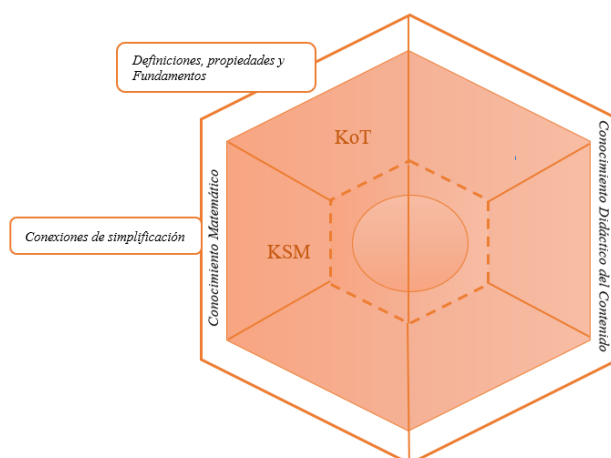 Definiciones, propiedades y
Fundamentos
KoT
Conexiones de simplificación
KSM
Conocimiento Matemático
Conocimiento Didáctico del Contenido